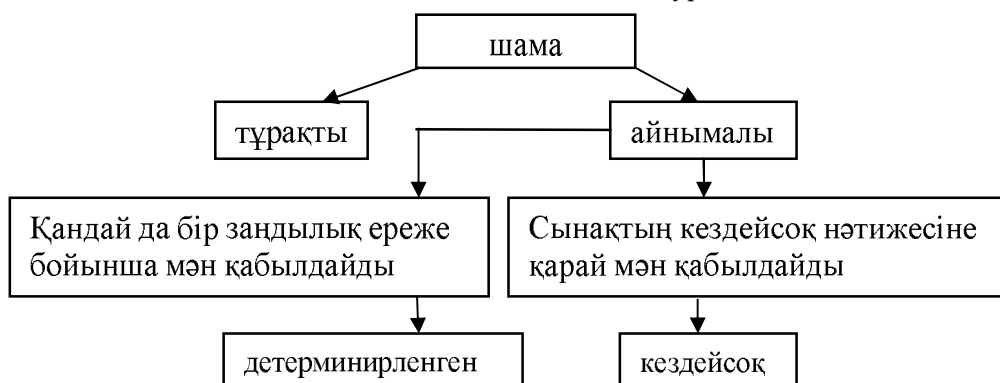 шама
тұрақты
айнымалы
Қандай да бір заңдылық ереже
бойынша мән қабылдайды
Сынақтың кездейсоқ нәтижесіне
қарай мән қабылдайды
детерминирленген
кездейсоқ